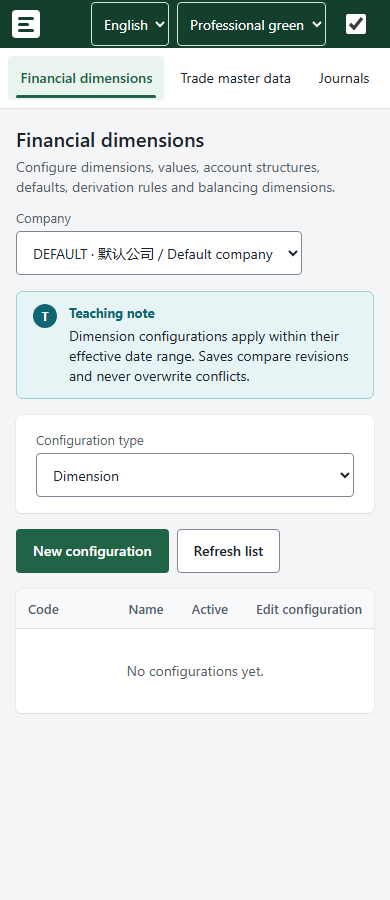 English
Professional green
Financial dimensions
Trade master data
Journals
Financial dimensions
Configure dimensions, values, account structures,
defaults, derivation rules and balancing dimensions.
Company
DEFAULT · 默认公司 / Default company
T
Teaching note
Dimension configurations apply within their
effective date range. Saves compare revisions
and never overwrite conflicts.
Configuration type
Dimension
New configuration
Refresh list
Code
Name
Active
Edit configuration
No configurations yet.